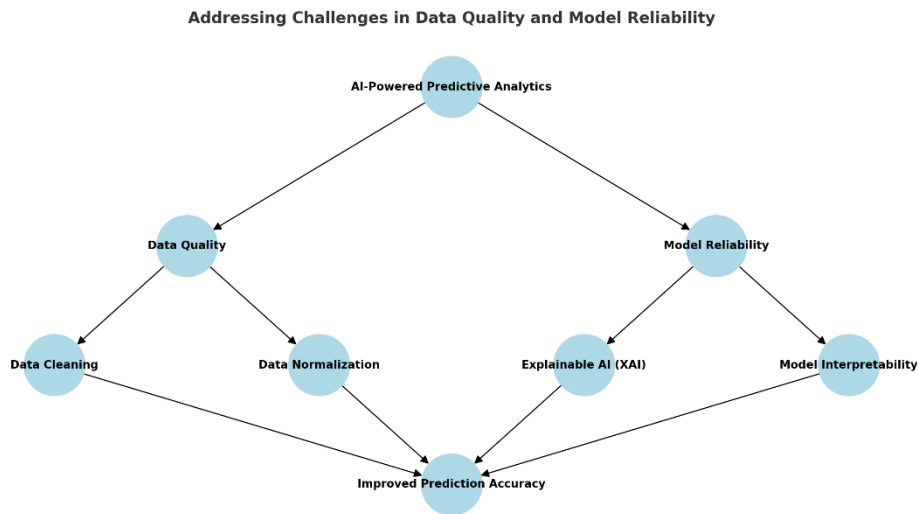 Addressing Challenges in Data Quality and Model Reliability
AI-Powered Predictive Analytics
Data Quality
Model Reliability
Data Cleaning
Data Normalization
Explainable AI (XAI)
Model Interpretability
Improved Prediction Accuracy